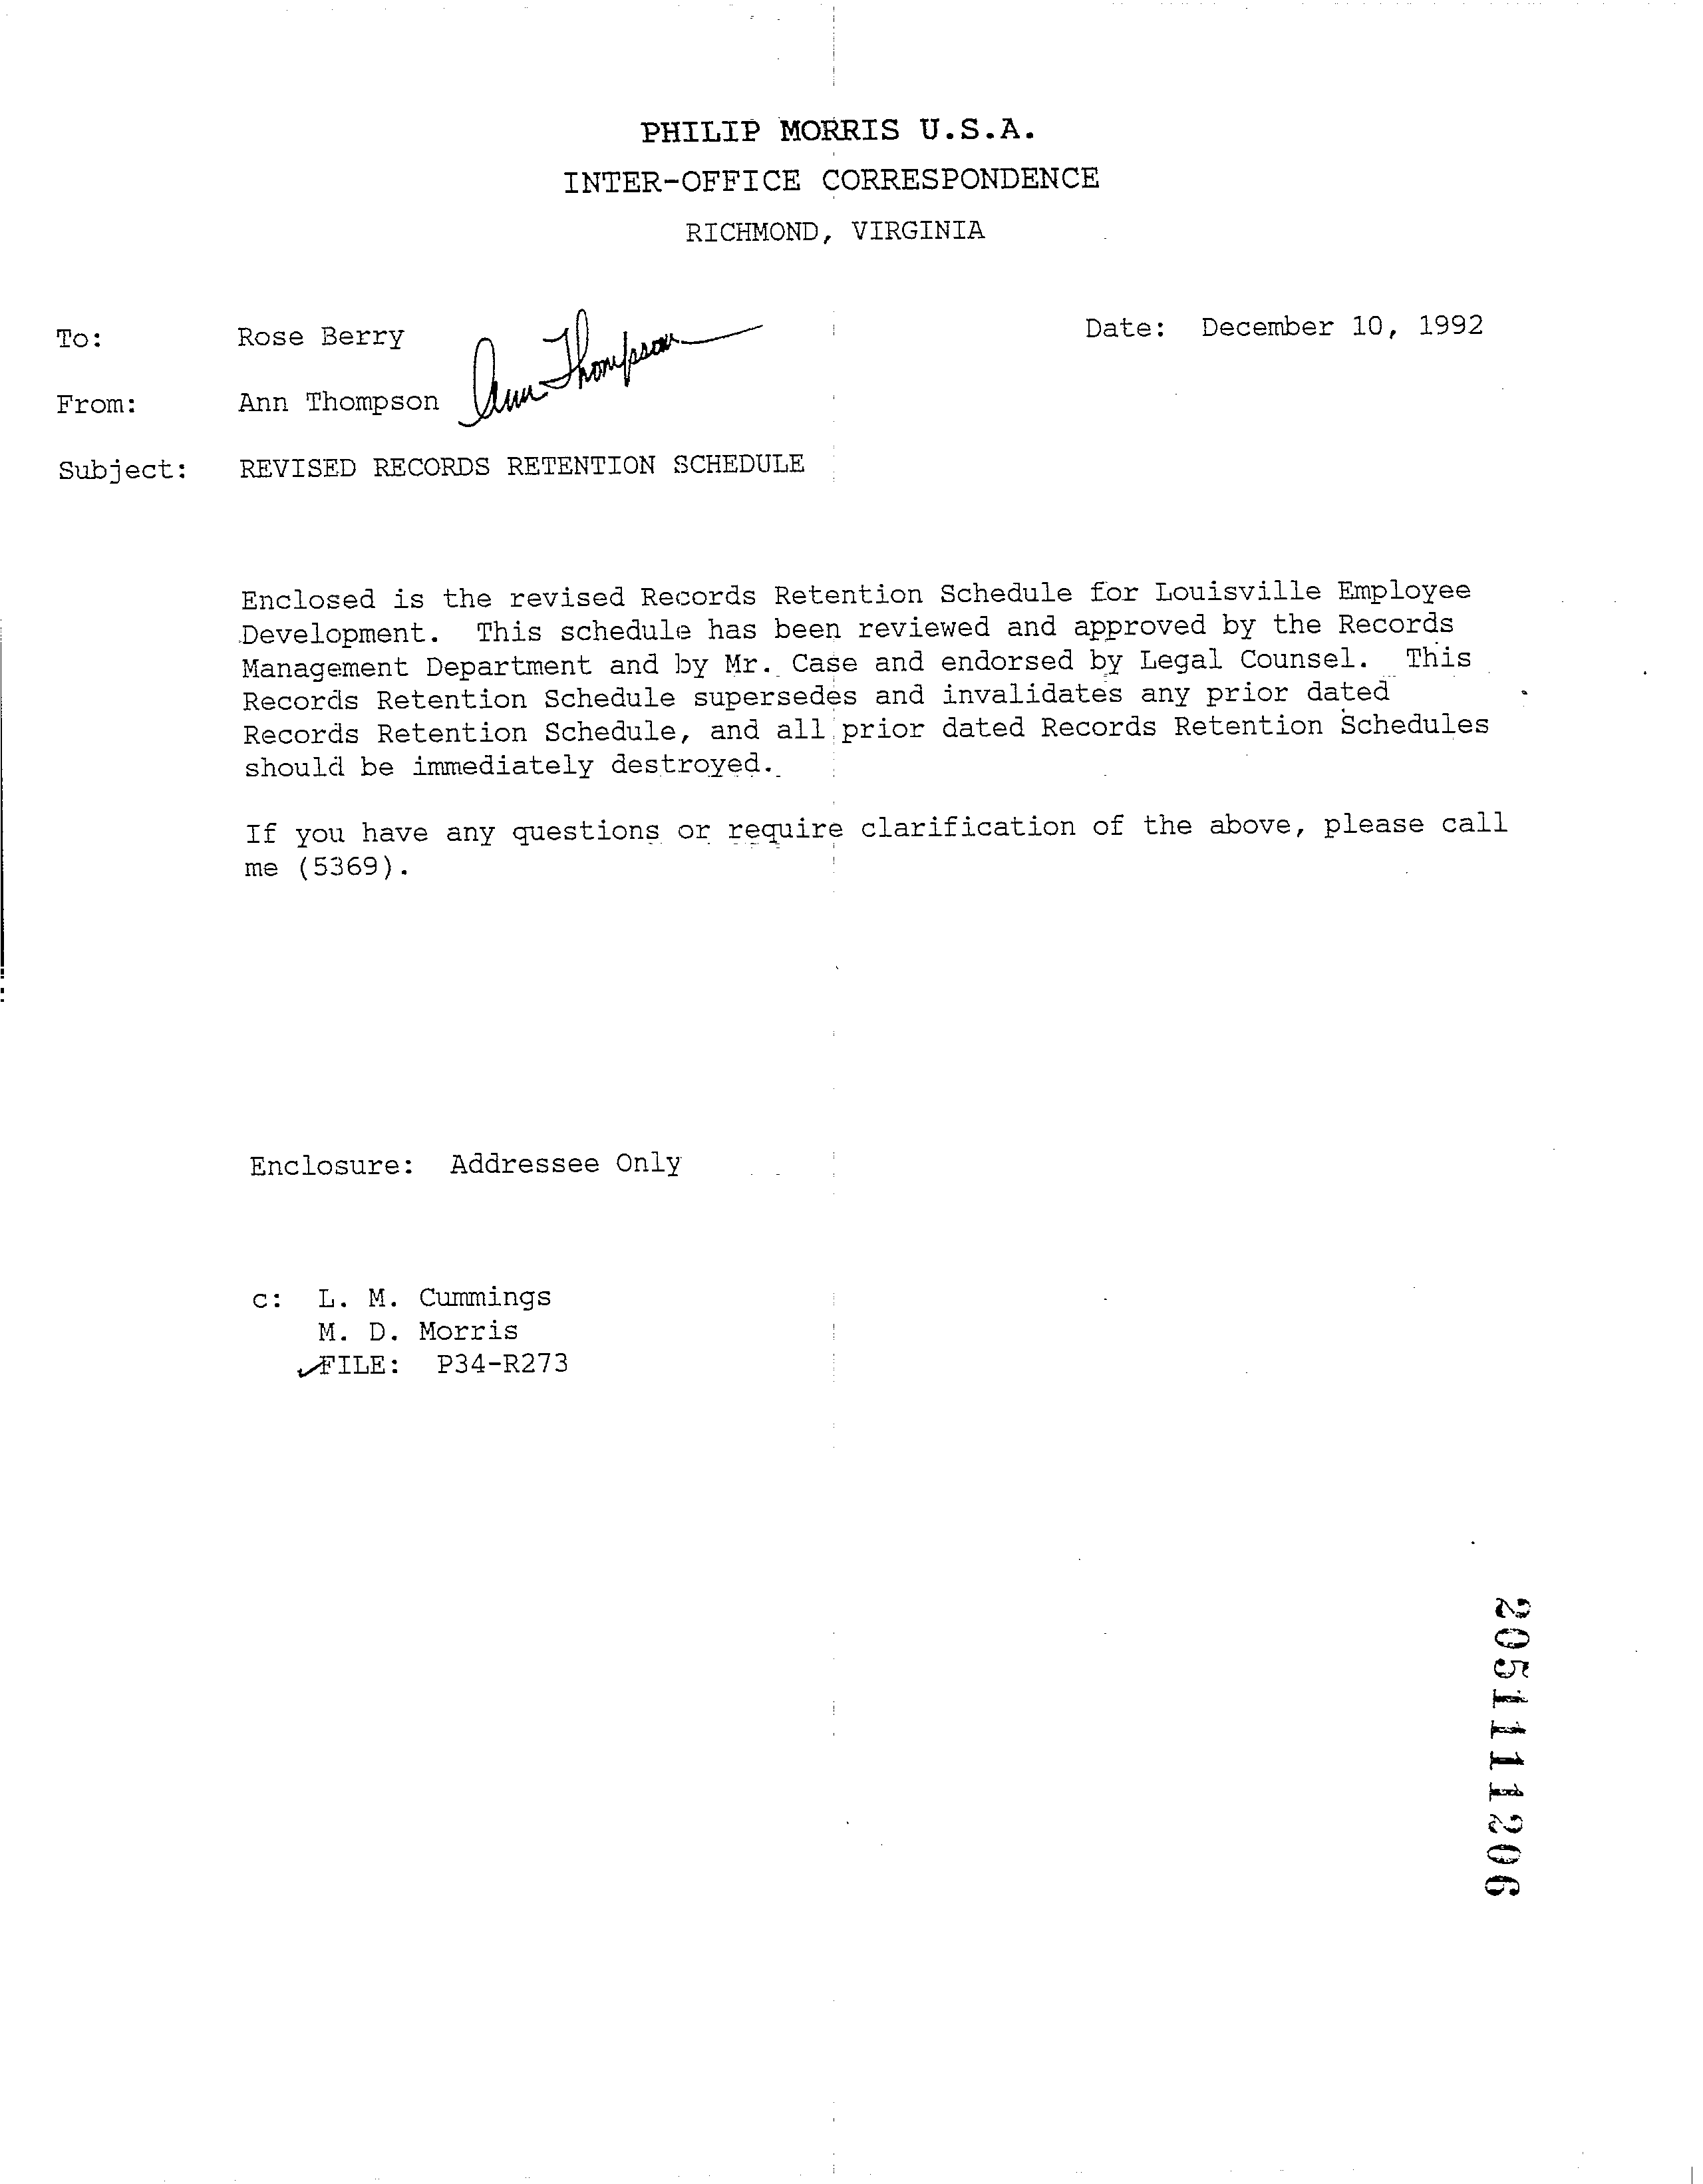 PHILIP MORRIS U.S.A.
INTER-OFFICE CORRESPONDENCE
RICHMOND, VIRGINIA
To: Rose Berry
Date: December 10, 1992
From: Ann Thompson
Ann Thompson
Subject: REVISED RECORDS RETENTION SCHEDULE
Enclosed is the revised Records Retention Schedule for Louisville Employee
Development. This schedule has been reviewed and approved by the Records
Management Department and by Mr. Case and endorsed by Legal Counsel. This
Records Retention Schedule supersedes and invalidates any prior dated
Records Retention Schedule, and all prior dated Records Retention Schedules
should be immediately destroyed.
If you have any questions or require clarification of the above, please call
me (5369).
Enclosure: Addressee Only
c: L. M. Cummings
M. D. Morris
✓FILE: P34-R273
2051111206